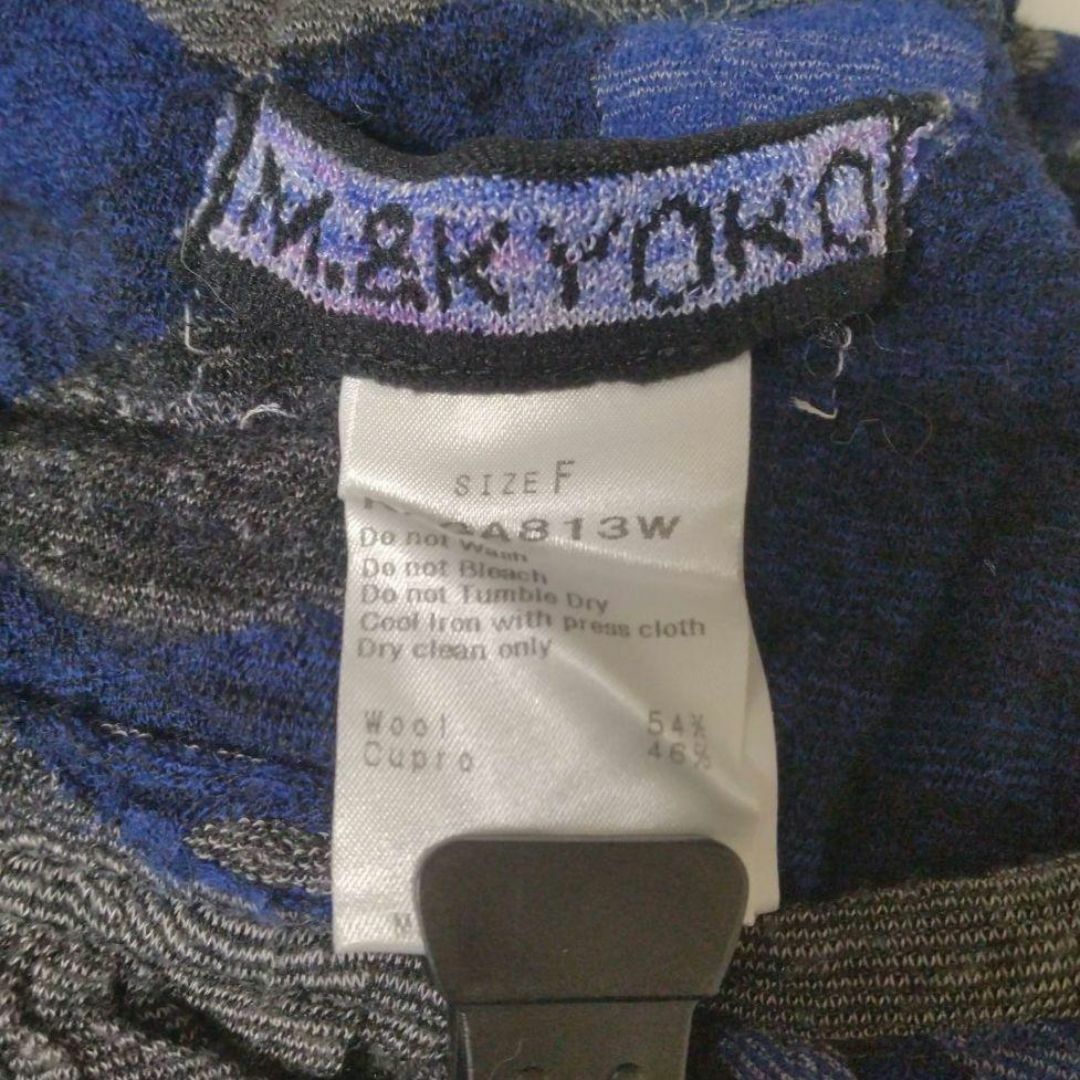 M.&KYOKO
SIZE F
A813W
Do not Wash
Do not Bleach
Do not Tumble Dry
Cool Iron with press cloth
Dry clean only
Wool 54%
Cupro 46%